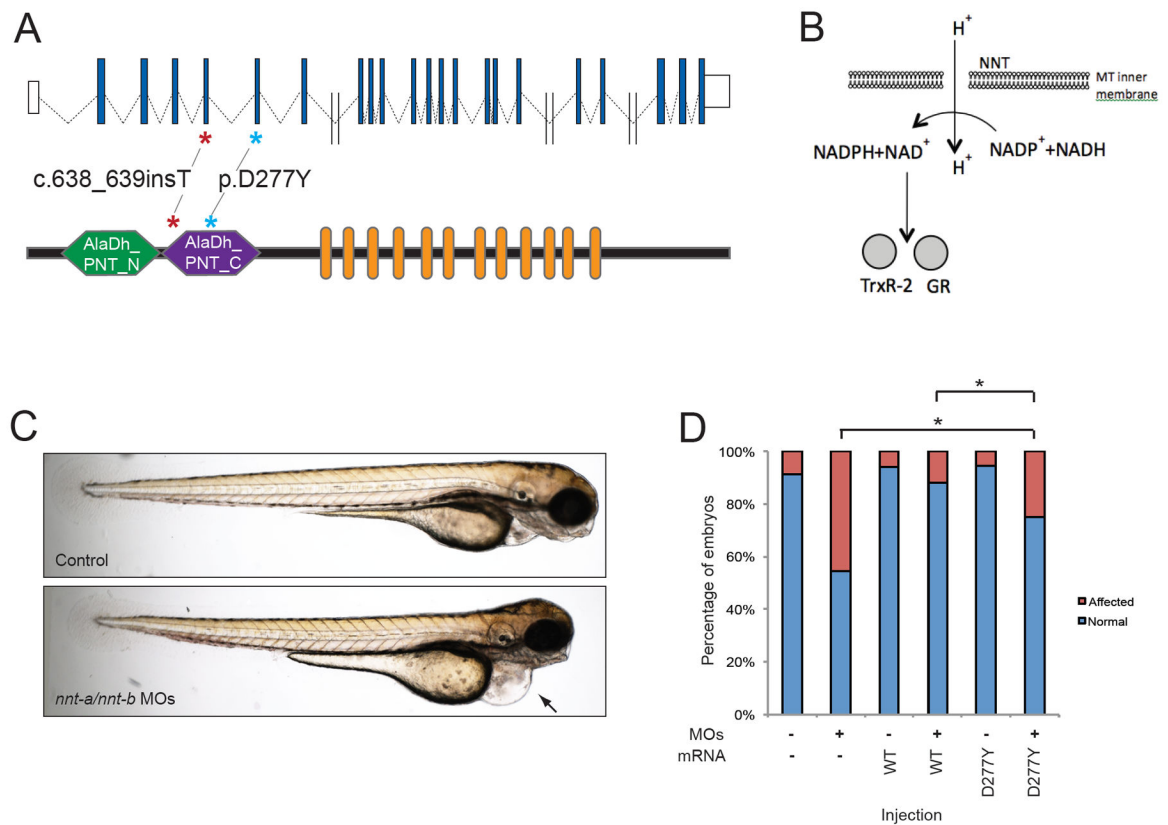 A
c.638_639insT
p.D277Y
*
*
*
*
AlaDh_
PNT_N
AlaDh_
PNT_C
B
H+
NNT
MT inner
membrane
NADPH+NAD+
H+
NADP++NADH
TrxR-2
GR
C
Control
nnt-a/nnt-b MOs
D
*
*
100%
80%
60%
40%
20%
0%
Percentage of embryos
Affected
Normal
MOs - + - + - +
mRNA - - WT WT D277Y D277Y
Injection